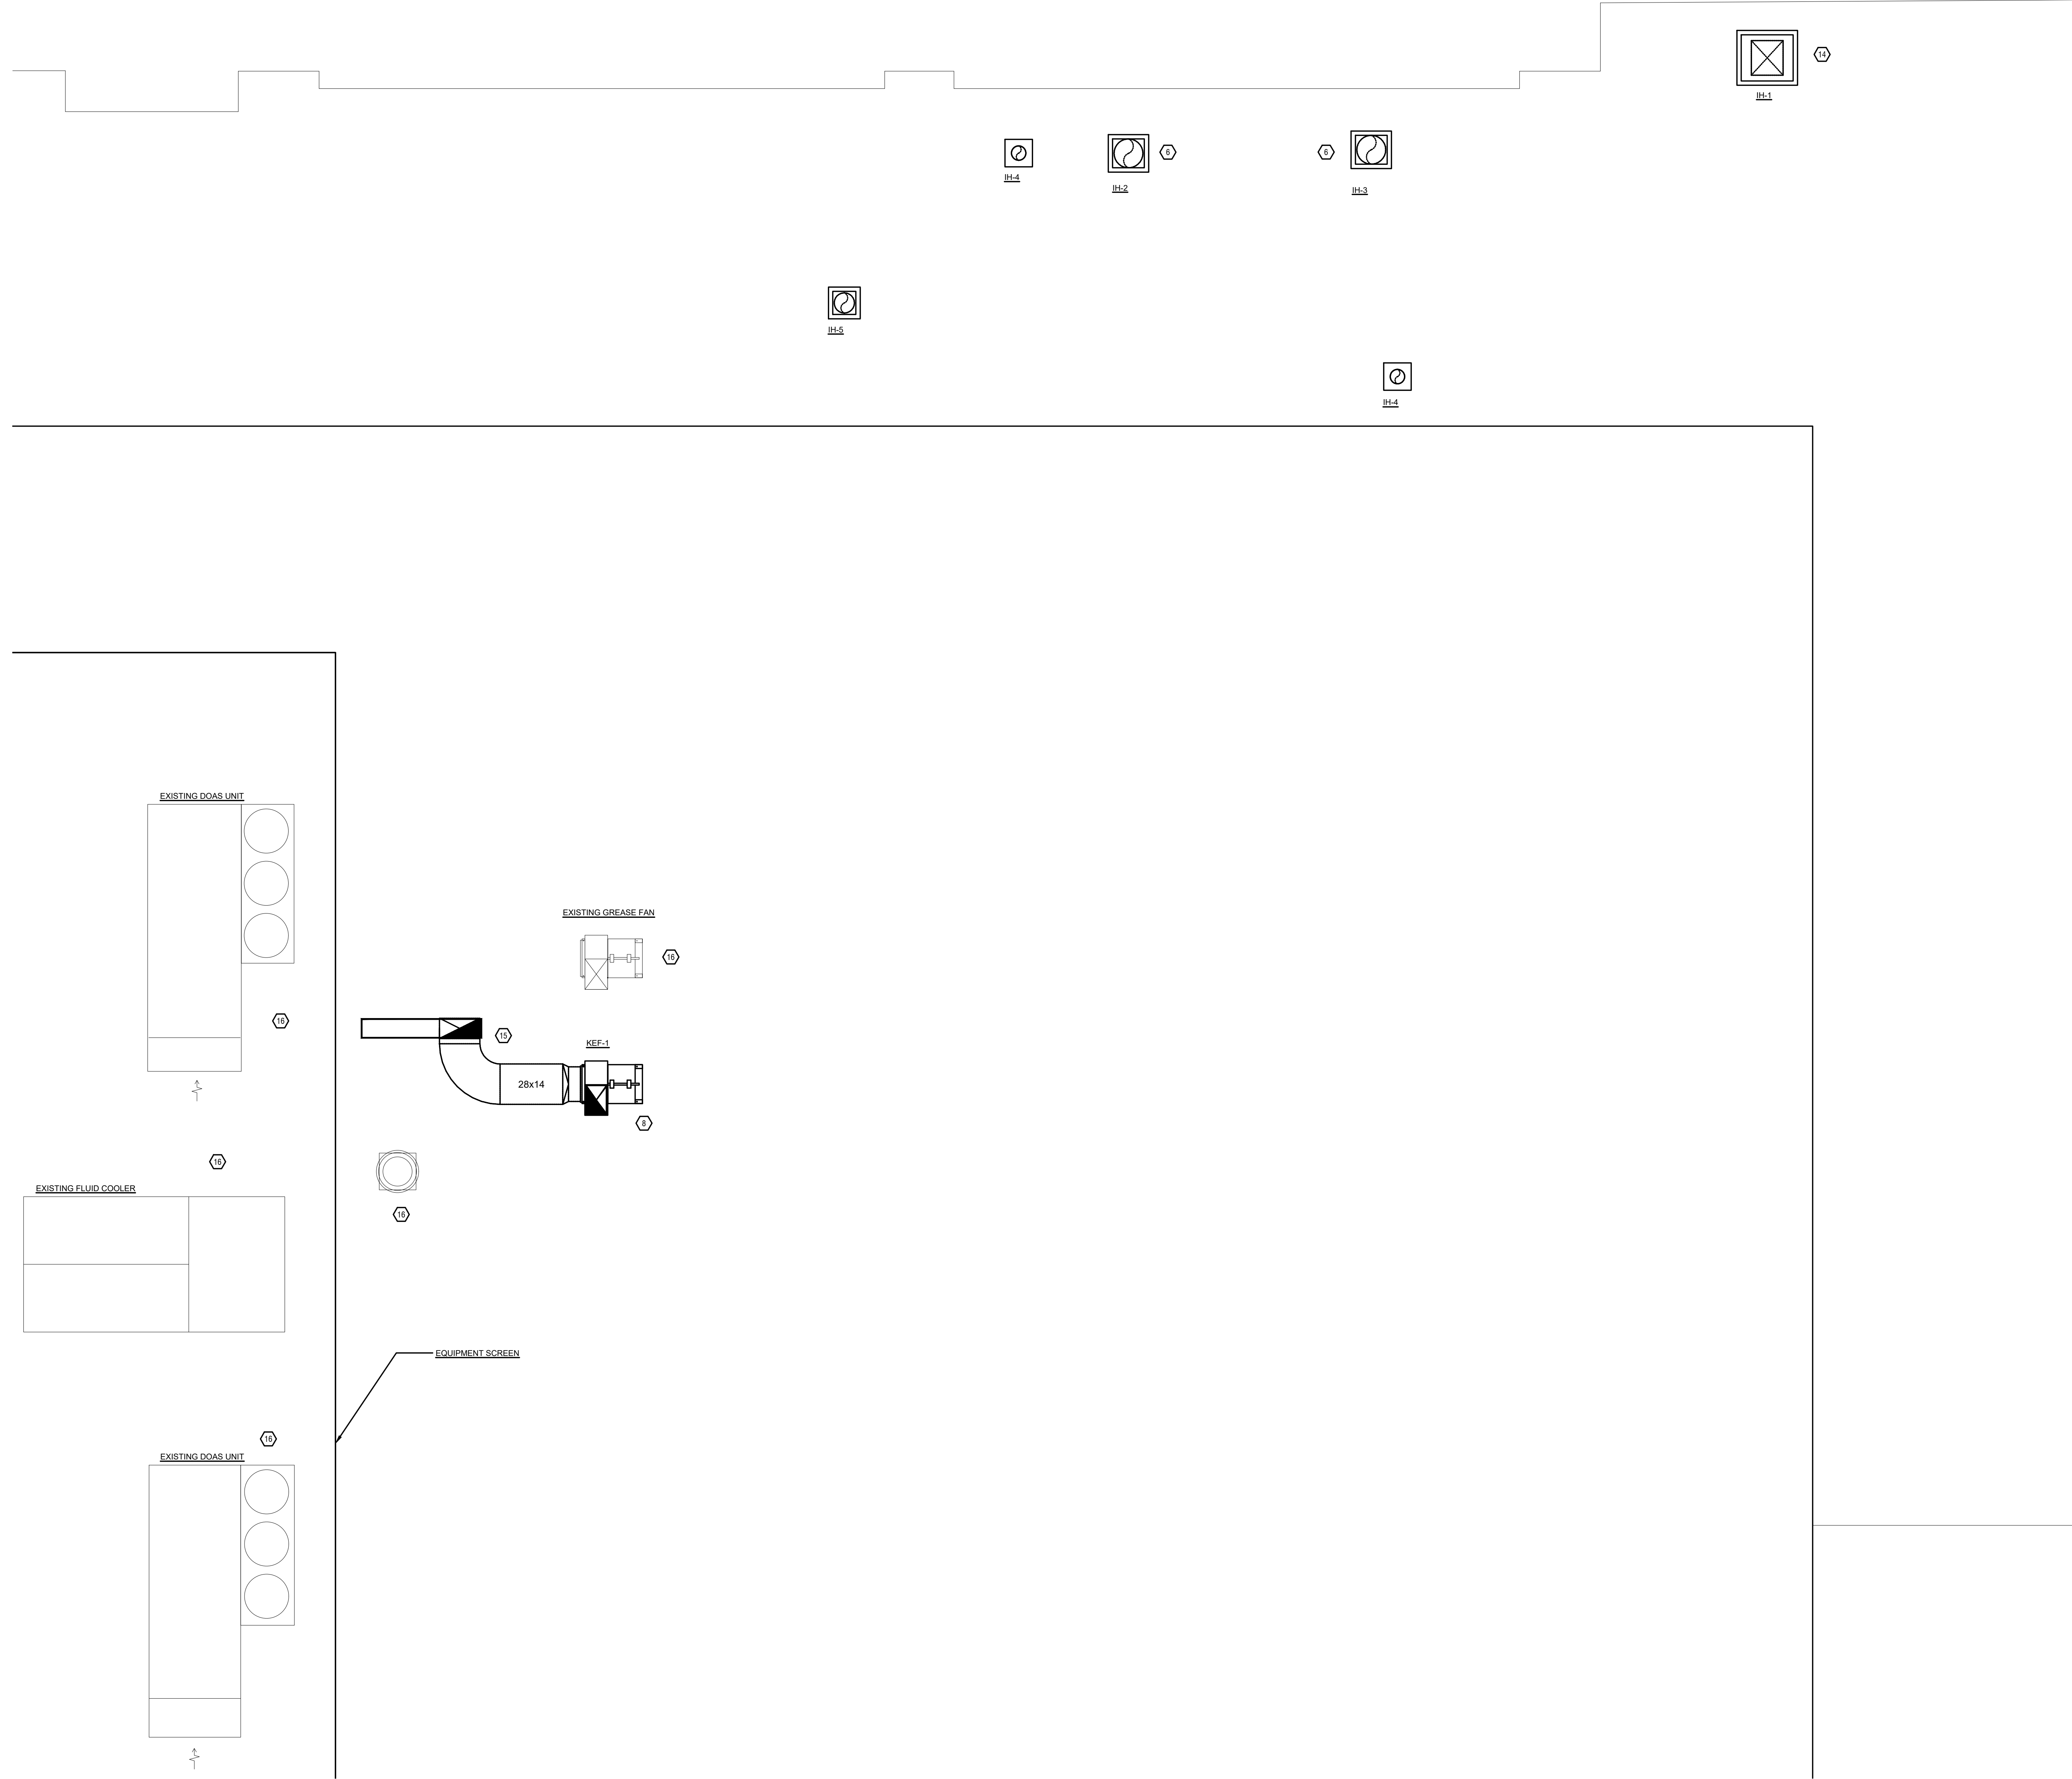 14
IH-1
6
6
IH-4
IH-2
IH-3
IH-5
IH-4
EXISTING DOAS UNIT
EXISTING GREASE FAN
16
16
15
KEF-1
28x14
8
16
EXISTING FLUID COOLER
16
EQUIPMENT SCREEN
16
EXISTING DOAS UNIT